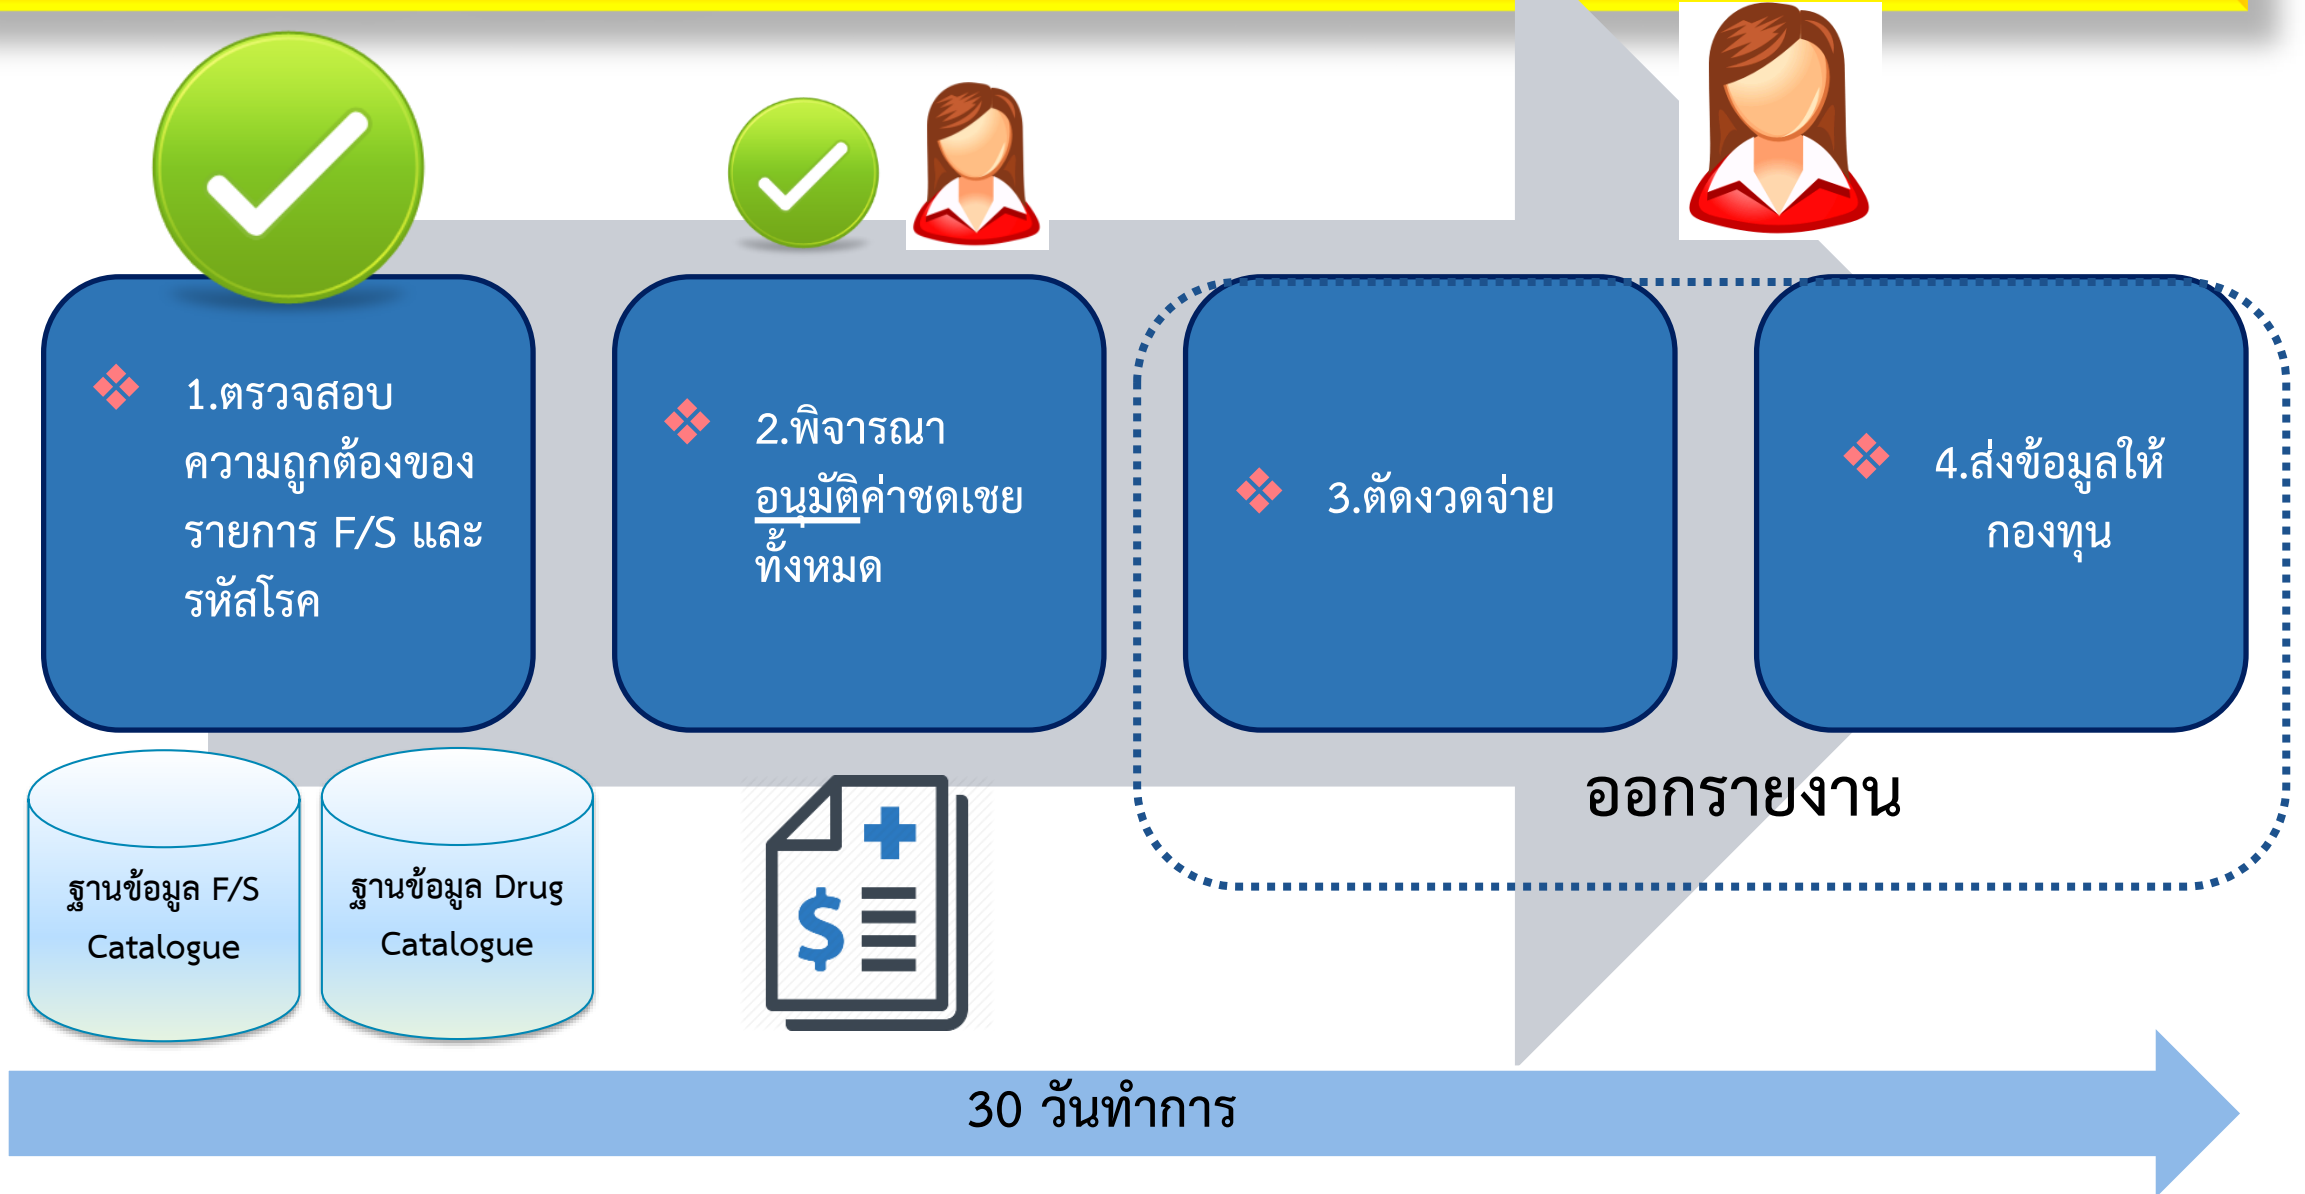 1.ตรวจสอบ
ความถูกต้องของ
รายการ F/S และ
รหัสโรค
2.พิจารณา
อนุมัติค่าชดเชย
ทั้งหมด
3.ตัดงวดจ่าย
4.ส่งข้อมูลให้
กองทุน
ออกรายงาน
ฐานข้อมูล F/S
Catalogue
ฐานข้อมูล Drug
Catalogue
$
30 วันทำการ